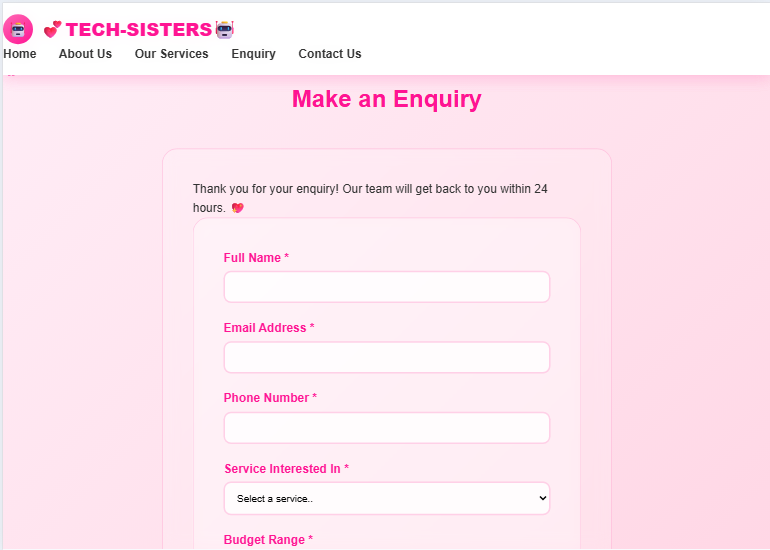 💕 TECH-SISTERS🤖
Home About Us Our Services Enquiry Contact Us
Make an Enquiry
Thank you for your enquiry! Our team will get back to you within 24
hours. 💖
Full Name *
Email Address *
Phone Number *
Service Interested In *
Select a service..
Budget Range *